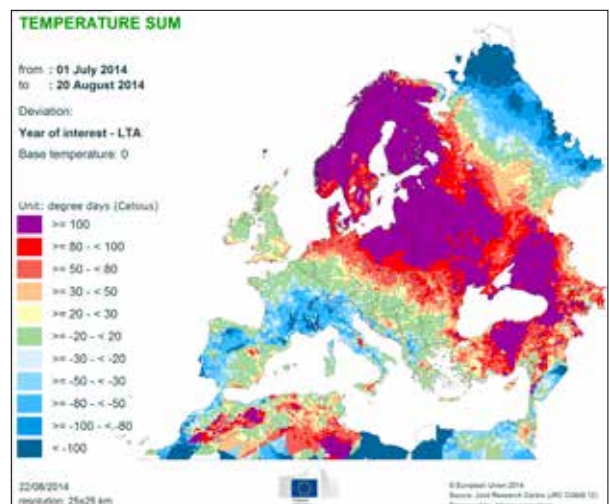 TEMPERATURE SUM
from : 01 July 2014
to : 20 August 2014
Deviation:
Year of interest - LTA
Base temperature: 0
Unit: degree days (Celsius)
>= 100
>= 80 - < 100
>= 50 - < 80
>= 30 - < 50
>= 20 - < 30
>= -20 - < 20
>= -30 - < -20
>= -50 - < -30
>= -80 - < -50
>= -100 - < -80
< -100
22/08/2014
resolution: 25x25 km
© European Union 2014
Source: Joint Research Centre